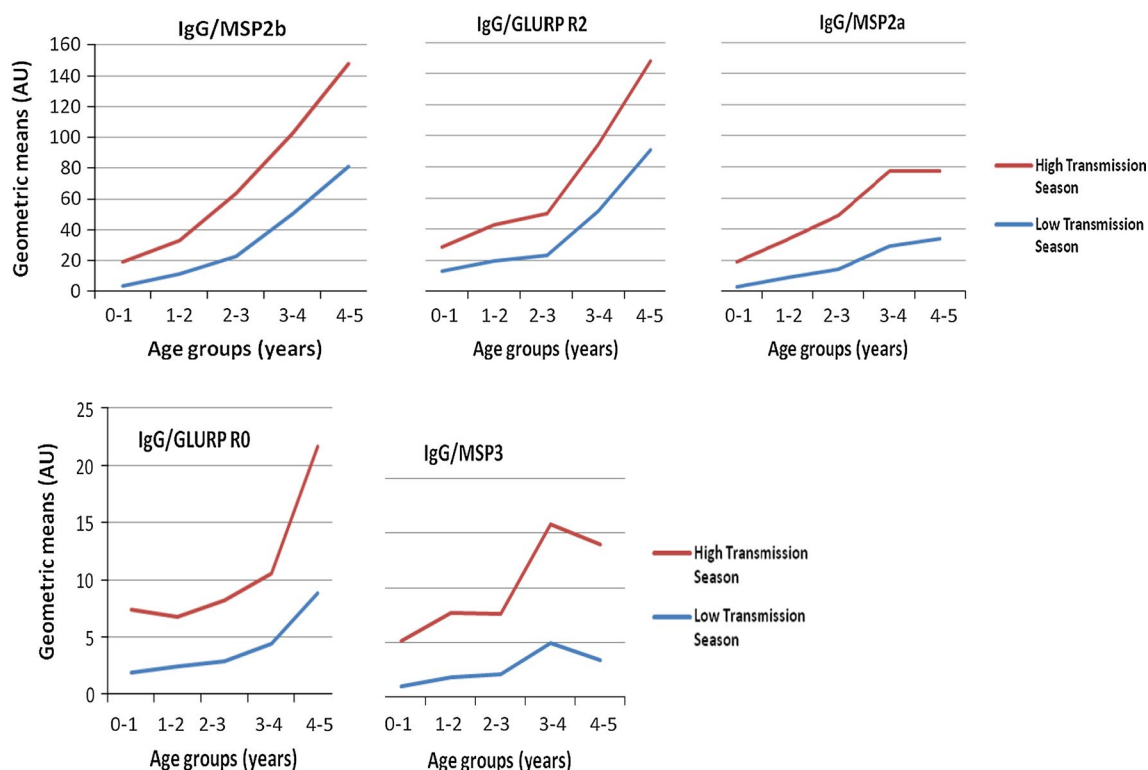 IgG/MSP2b
IgG/GLURP R2
IgG/MSP2a
Geometric means (AU)
160
140
120
100
80
60
40
20
0
0-1 1-2 2-3 3-4 4-5
0-1 1-2 2-3 3-4 4-5
0-1 1-2 2-3 3-4 4-5
Age groups (years)
Age groups (years)
Age groups (years)
High Transmission
Season
Low Transmission
Season
IgG/GLURP R0
IgG/MSP3
Geometric means (AU)
25
20
15
10
5
0
0-1 1-2 2-3 3-4 4-5
0-1 1-2 2-3 3-4 4-5
Age groups (years)
Age groups (years)
High Transmission
Season
Low Transmission
Season